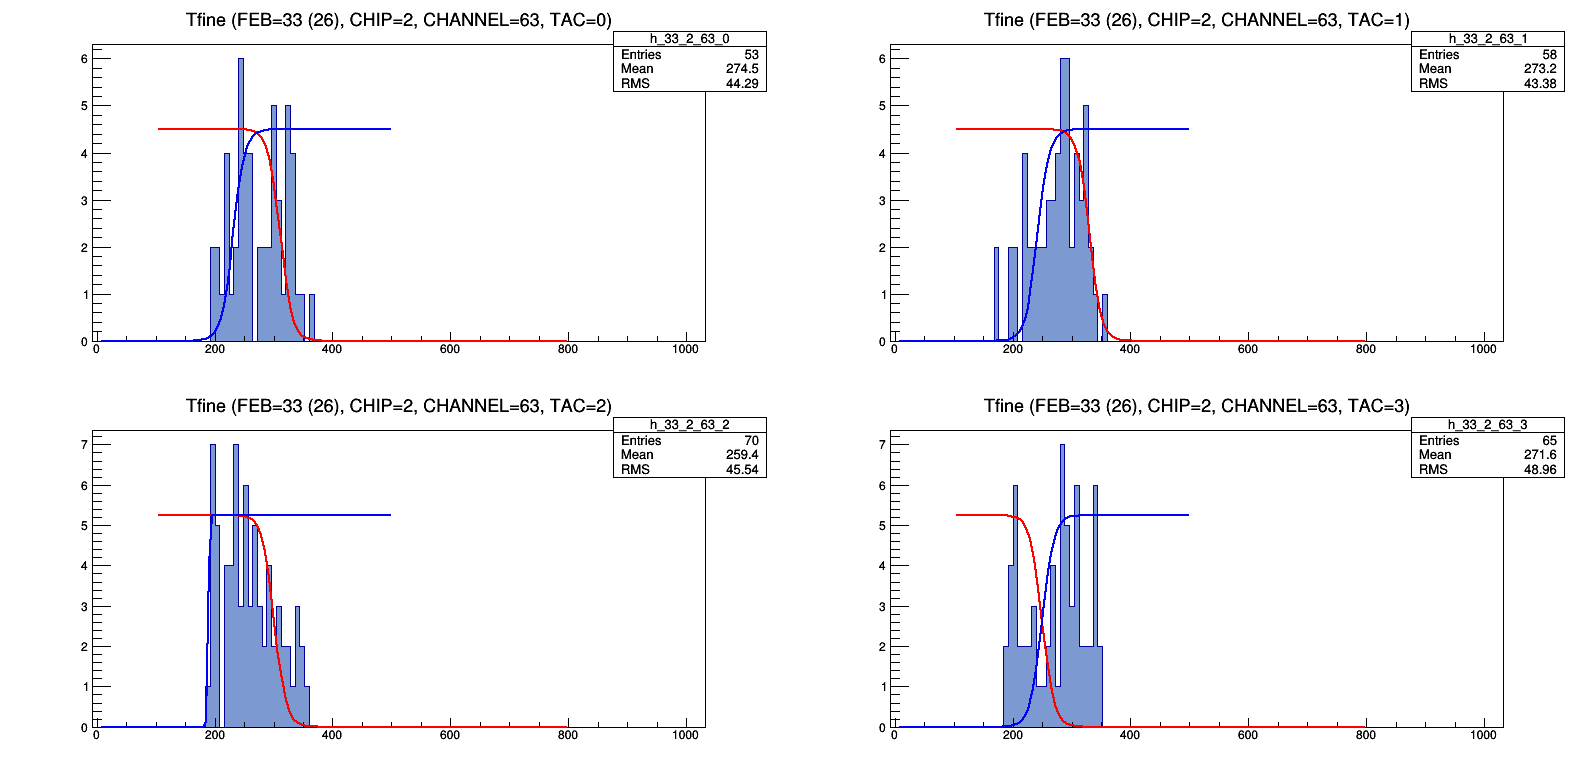 Tfine (FEB=33 (26), CHIP=2, CHANNEL=63, TAC=0)
h_33_2_63_0
Entries 53
Mean 274.5
RMS 44.29
6
5
4
3
2
1
0
0 200 400 600 800 1000
Tfine (FEB=33 (26), CHIP=2, CHANNEL=63, TAC=1)
h_33_2_63_1
Entries 58
Mean 273.2
RMS 43.38
6
5
4
3
2
1
0
0 200 400 600 800 1000
Tfine (FEB=33 (26), CHIP=2, CHANNEL=63, TAC=2)
h_33_2_63_2
Entries 70
Mean 259.4
RMS 45.54
7
6
5
4
3
2
1
0
0 200 400 600 800 1000
Tfine (FEB=33 (26), CHIP=2, CHANNEL=63, TAC=3)
h_33_2_63_3
Entries 65
Mean 271.6
RMS 48.96
7
6
5
4
3
2
1
0
0 200 400 600 800 1000